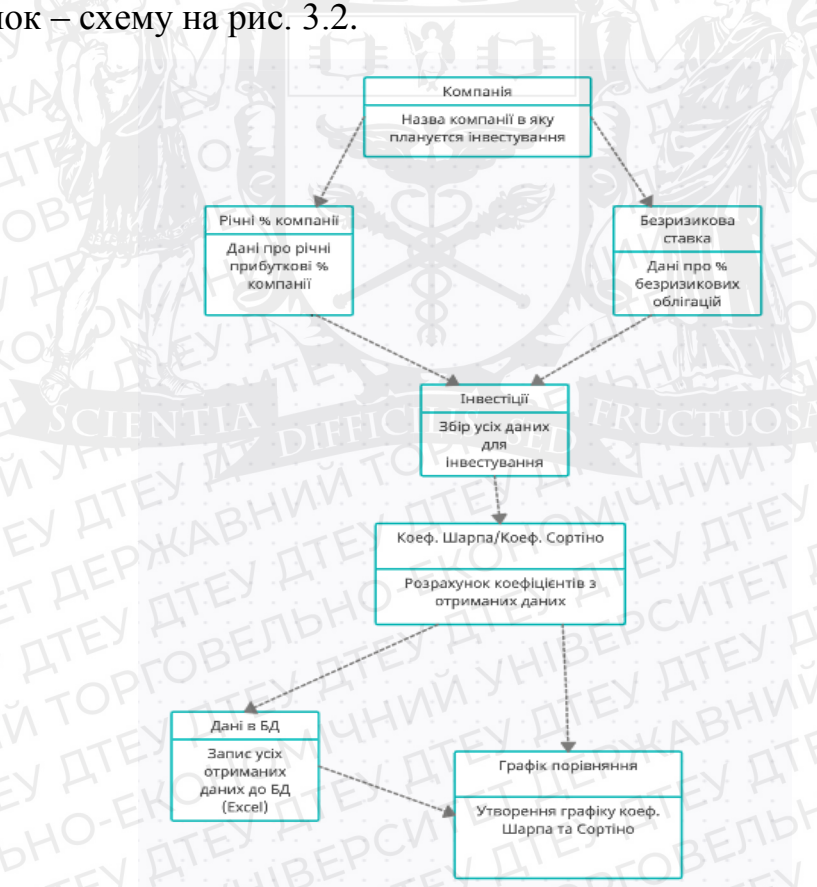 ок – схему на рис. 3.2.
Компанія
Назва компанії в яку
планується інвестування
Річні % компанії
Дані про річні
прибуткові %
компанії
Безризикова
ставка
Дані про %
безризикових
облігацій
Інвестиції
Збір усіх даних
для
інвестування
Коеф. Шарпа/Коеф. Сортіно
Розрахунок коефіцієнтів з
отриманих даних
Дані в БД
Запис усіх
отриманих
даних до БД
(Excel)
Графік порівняння
Утворення графіку коеф.
Шарпа та Сортіно